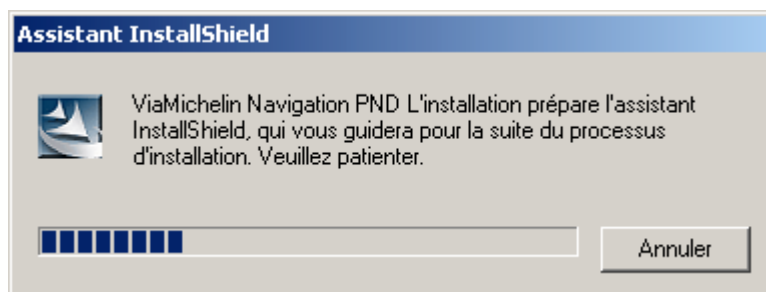 Assistant InstallShield
ViaMichelin Navigation PND L'installation prépare l'assistant
InstallShield, qui vous guidera pour la suite du processus
d'installation. Veuillez patienter.
Annuler